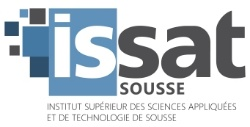 issat
SOUSSE
INSTITUT SUPÉRIEUR DES SCIENCES APPLIQUÉES
ET DE TECHNOLOGIE DE SOUSSE